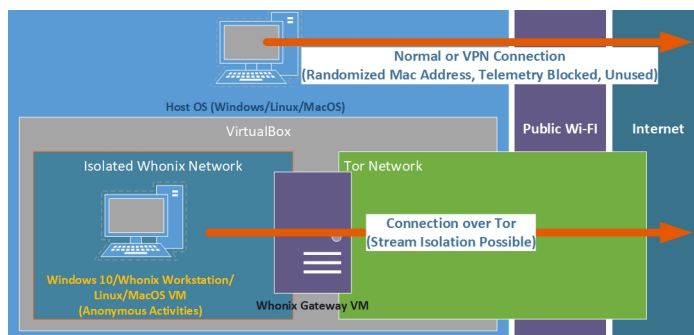 Normal or VPN Connection
(Randomized Mac Address, Telemetry Blocked, Unused)
Host OS (Windows/Linux/MacOS)
VirtualBox
Public Wi-FI
Internet
Isolated Whonix Network
Tor Network
Connection over Tor
(Stream Isolation Possible)
Windows 10/Whonix Workstation/
Linux/MacOS VM
(Anonymous Activities)
Whonix Gateway VM